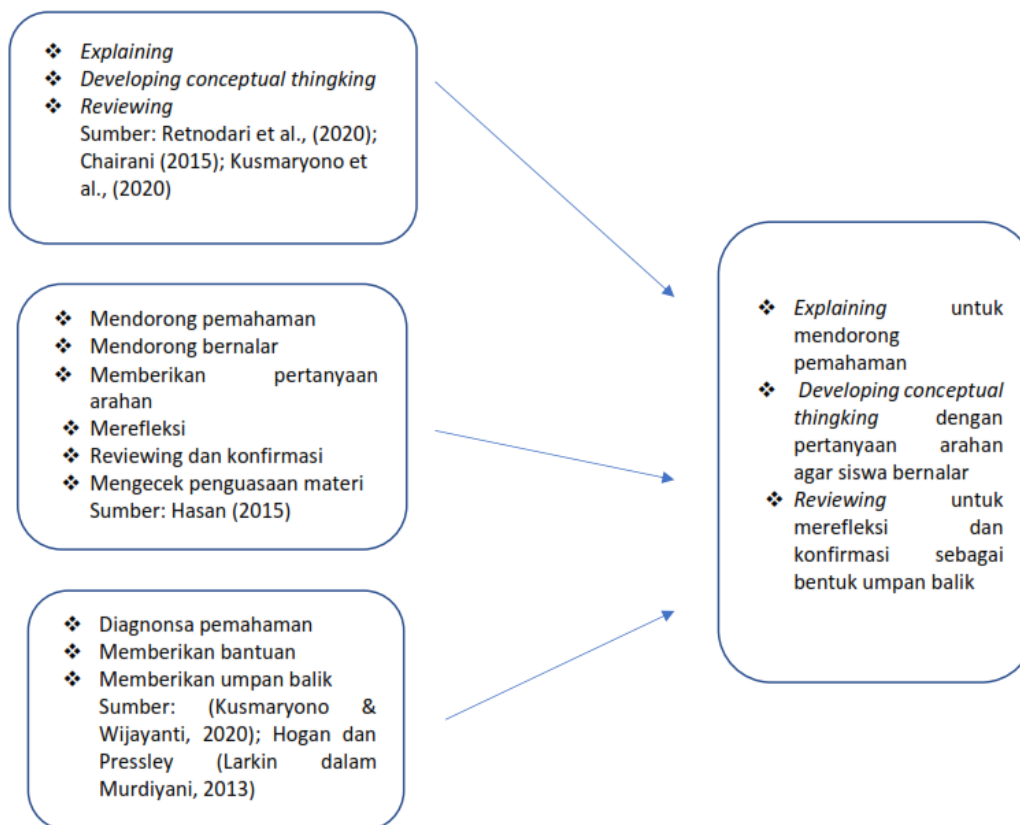 ❖ Explaining
❖ Developing conceptual thingking
❖ Reviewing
Sumber: Retnodari et al., (2020);
Chairani (2015); Kusmaryono et
al., (2020)
❖ Mendorong pemahaman
❖ Mendorong bernalar
❖ Memberikan pertanyaan
arahan
❖ Merefleksi
❖ Reviewing dan konfirmasi
❖ Mengecek penguasaan materi
Sumber: Hasan (2015)
❖ Diagnonsa pemahaman
❖ Memberikan bantuan
❖ Memberikan umpan balik
Sumber: (Kusmaryono &
Wijayanti, 2020); Hogan dan
Pressley (Larkin dalam
Murdiyani, 2013)
❖ Explaining untuk
mendorong
pemahaman
❖ Developing conceptual
thingking dengan
pertanyaan arahan
agar siswa bernalar
❖ Reviewing untuk
merefleksi dan
konfirmasi sebagai
bentuk umpan balik